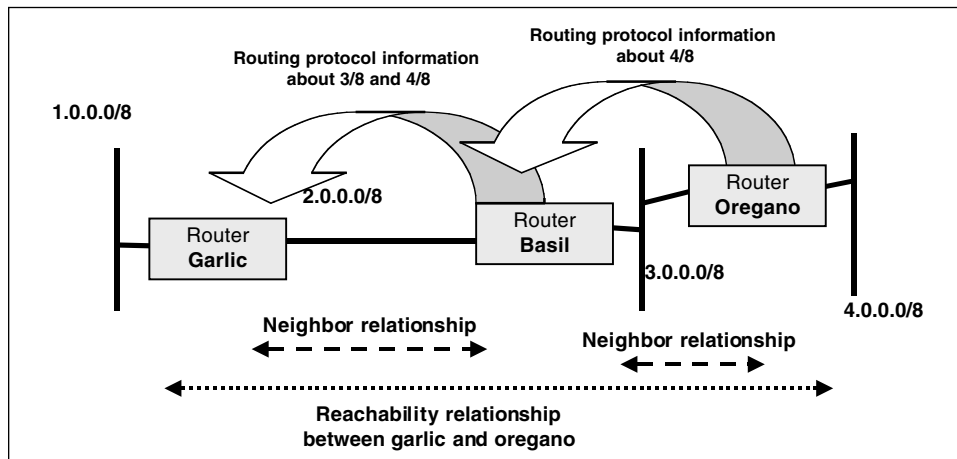 Routing protocol information
about 4/8
Routing protocol information
about 3/8 and 4/8
1.0.0.0/8
2.0.0.0/8
Router
Oregano
Router
Basil
Router
Garlic
3.0.0.0/8
4.0.0.0/8
Neighbor relationship
Neighbor relationship
Reachability relationship
between garlic and oregano